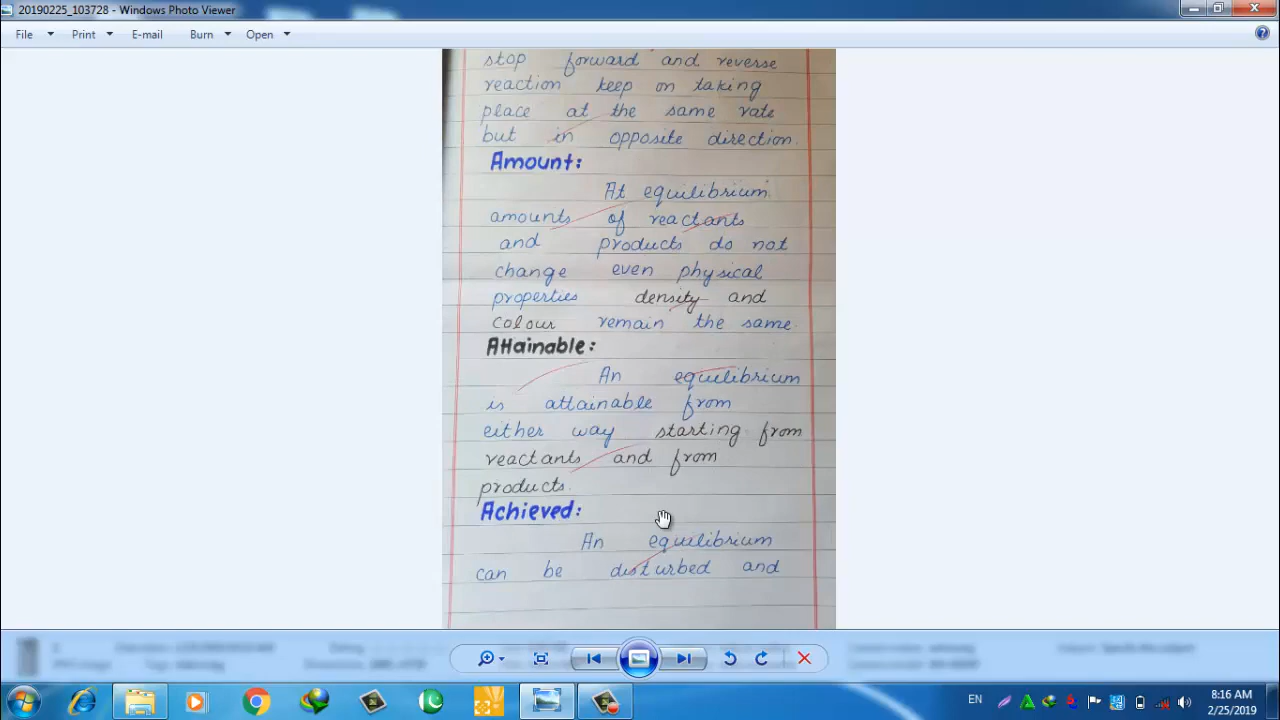 20190225_103728 - Windows Photo Viewer
File Print E-mail Burn Open
stop forward and reverse
reaction keep on taking
place at the same rate
but in opposite direction.
Amount:
At equilibrium
amounts of reactants
and products do not
change even physical
properties density and
colour remain the same.
Attainable:
An equilibrium
is attainable from
either way starting from
reactants and from
products.
Achieved:
An equilibrium
can be disturbed and
EN
8:16 AM
2/25/2019